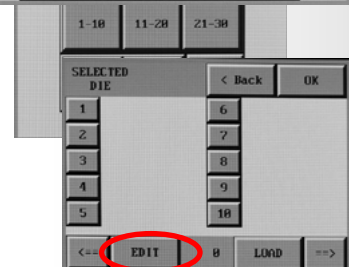 1-10 11-20 21-30
SELECTED DIE < Back OK
1 6
2 7
3 8
4 9
5 10
<== EDIT 0 LOAD ==>